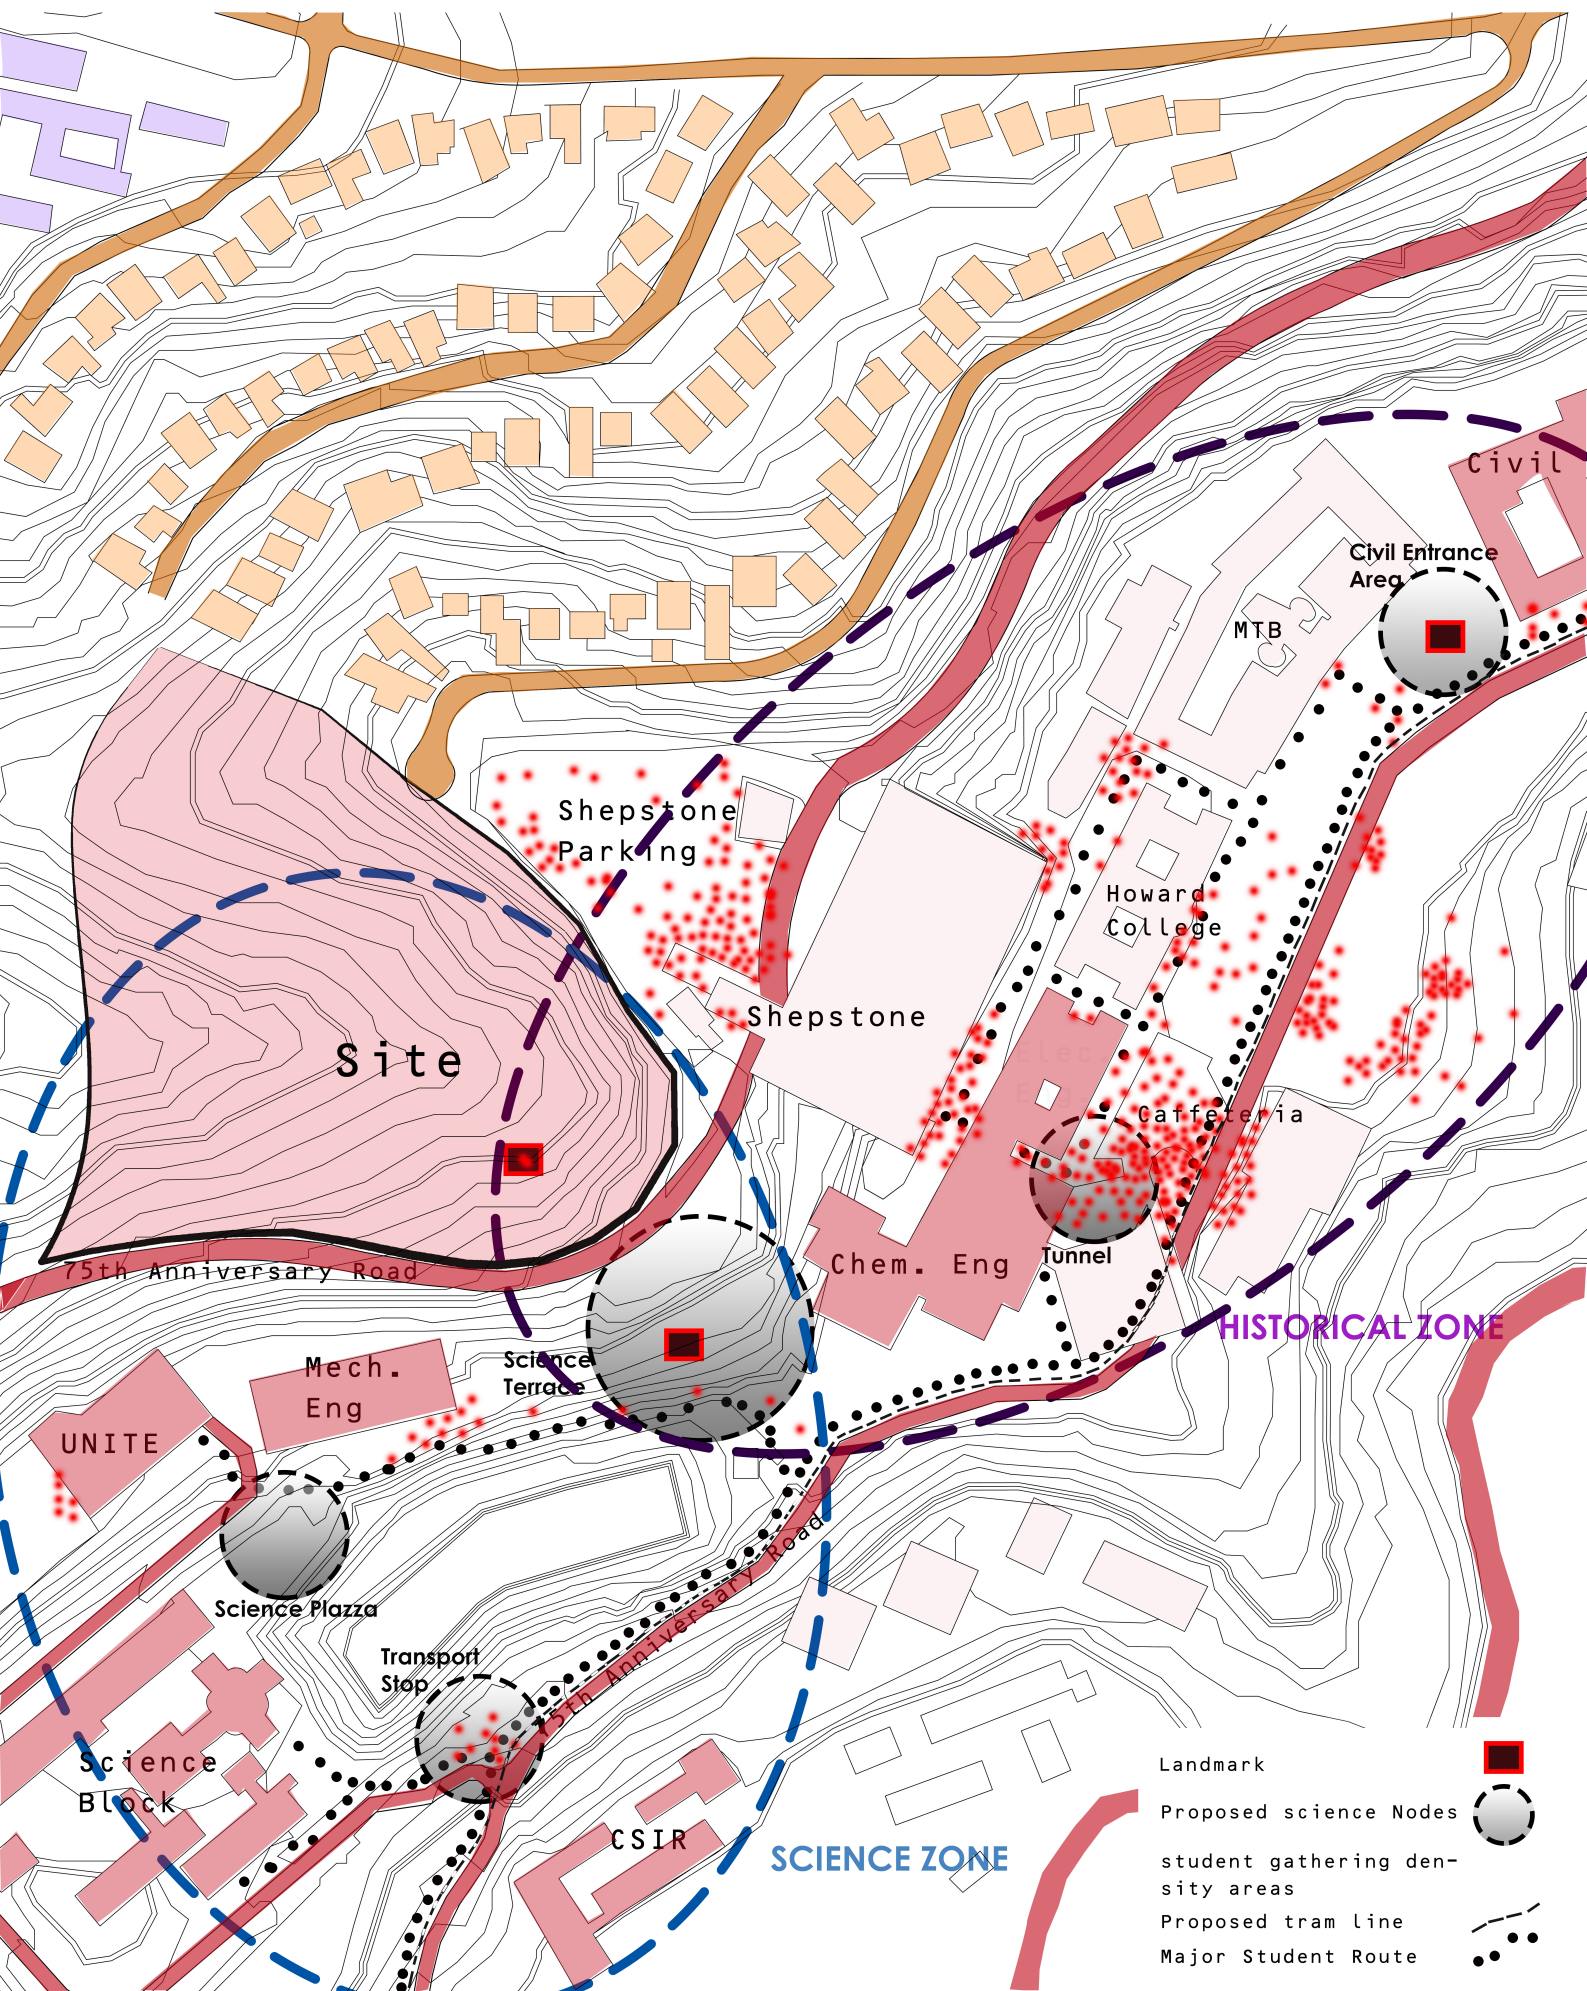 Civil
Civil Entrance
Area
MTB
Shepstone
Parking
Howard
College
Shepstone
Site
Elec.
Eng.
Caffeteria
Tunnel
Chem. Eng
75th Anniversary Road
HISTORICAL ZONE
Science
Terrace
Mech.
Eng
UNITE
75th Anniversary Road
Science Plazza
Transport
Stop
Science
Block
CSIR
SCIENCE ZONE
Landmark
Proposed science Nodes
student gathering den-
sity areas
Proposed tram line
Major Student Route